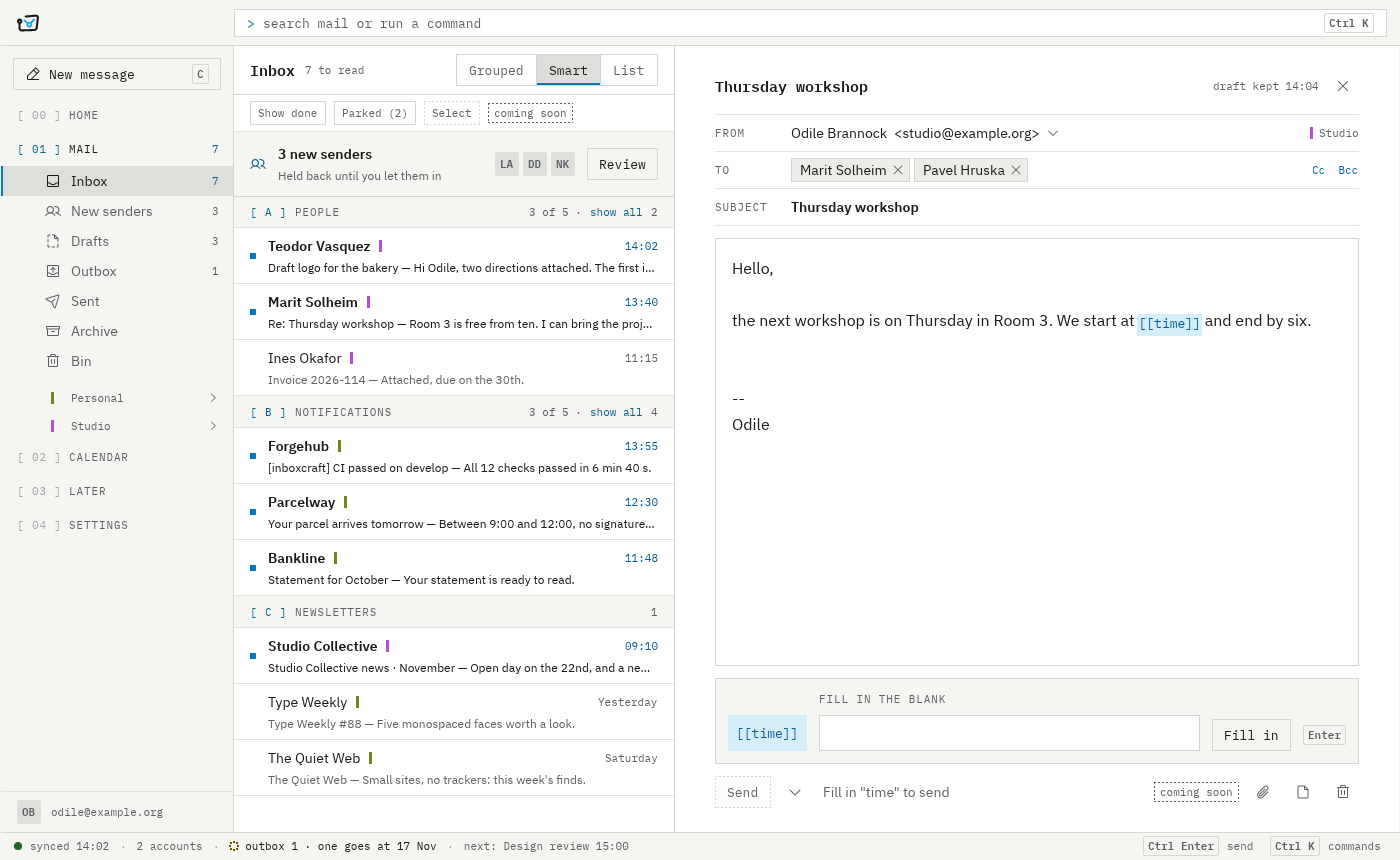 > search mail or run a command Ctrl K
New message C
[ 00 ] HOME
[ 01 ] MAIL 7
Inbox 7
New senders 3
Drafts 3
Outbox 1
Sent
Archive
Bin
Personal
Studio
[ 02 ] CALENDAR
[ 03 ] LATER
[ 04 ] SETTINGS
OB odile@example.org
Inbox 7 to read Grouped Smart List
Show done Parked (2) Select coming soon
3 new senders
Held back until you let them in
LA DD NK Review
[ A ] PEOPLE 3 of 5 · show all 2
Teodor Vasquez 14:02
Draft logo for the bakery — Hi Odile, two directions attached. The first i…
Marit Solheim 13:40
Re: Thursday workshop — Room 3 is free from ten. I can bring the proj…
Ines Okafor 11:15
Invoice 2026-114 — Attached, due on the 30th.
[ B ] NOTIFICATIONS 3 of 5 · show all 4
Forgehub 13:55
[inboxcraft] CI passed on develop — All 12 checks passed in 6 min 40 s.
Parcelway 12:30
Your parcel arrives tomorrow — Between 9:00 and 12:00, no signature…
Bankline 11:48
Statement for October — Your statement is ready to read.
[ C ] NEWSLETTERS 1
Studio Collective 09:10
Studio Collective news · November — Open day on the 22nd, and a ne…
Type Weekly Yesterday
Type Weekly #88 — Five monospaced faces worth a look.
The Quiet Web Saturday
The Quiet Web — Small sites, no trackers: this week's finds.
Thursday workshop draft kept 14:04
FROM Odile Brannock <studio@example.org> Studio
TO Marit Solheim Pavel Hruska Cc Bcc
SUBJECT Thursday workshop
Hello,
the next workshop is on Thursday in Room 3. We start at [[time]] and end by six.
--
Odile
FILL IN THE BLANK
[[time]] Fill in Enter
Send Fill in "time" to send coming soon
synced 14:02 · 2 accounts · outbox 1 · one goes at 17 Nov · next: Design review 15:00 Ctrl Enter send Ctrl K commands